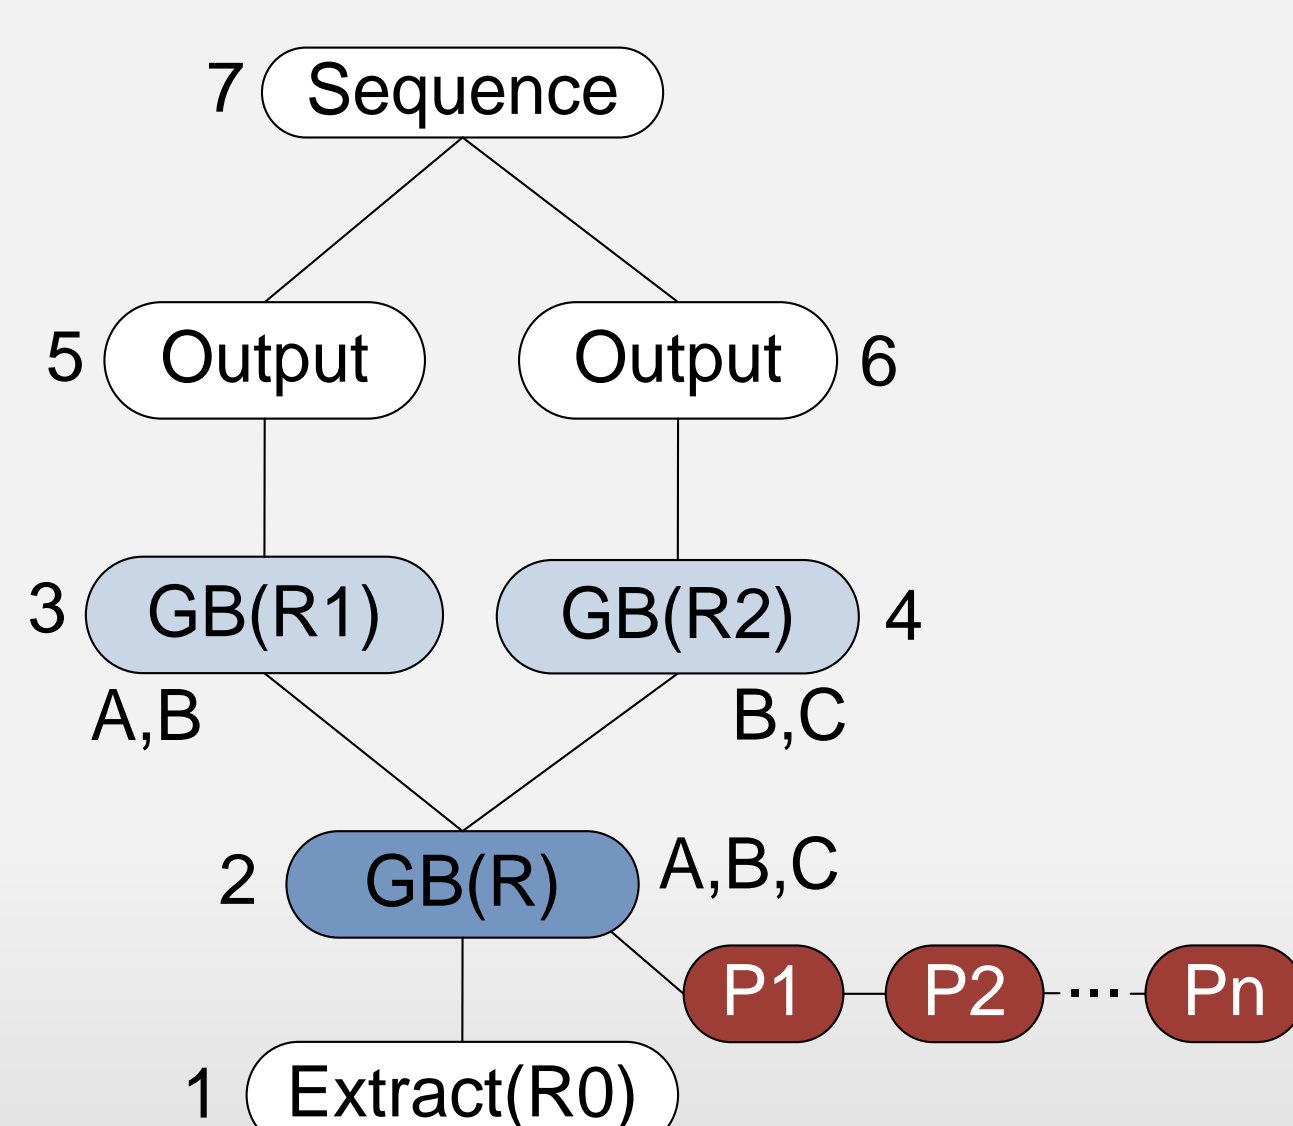 7 Sequence
5 Output Output 6
3 GB(R1) GB(R2) 4
A,B B,C
2 GB(R) A,B,C
P1 P2 ... Pn
1 Extract(R0)